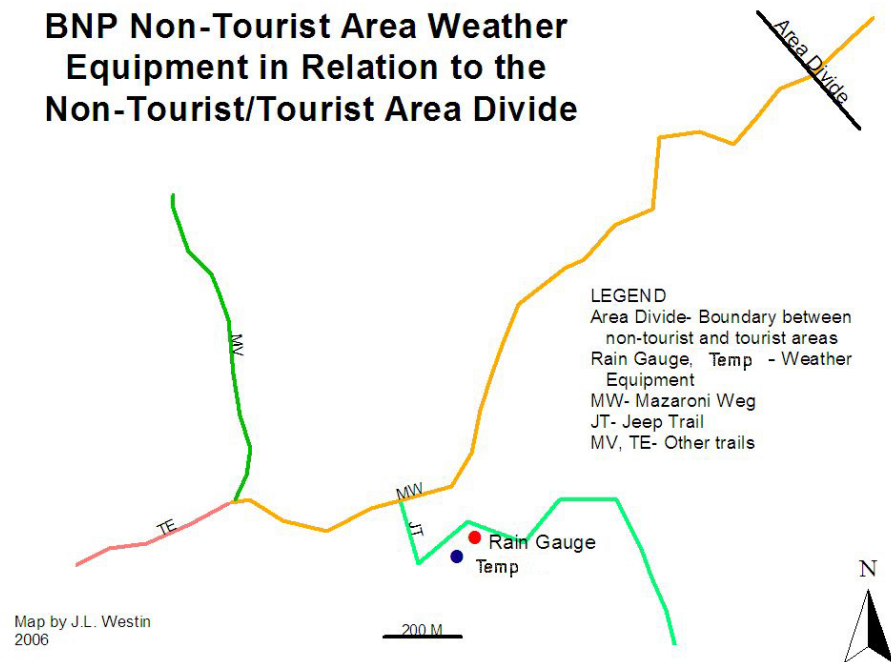 BNP Non-Tourist Area Weather
Equipment in Relation to the
Non-Tourist/Tourist Area Divide
Area Divide
MV
LEGEND
Area Divide- Boundary between
non-tourist and tourist areas
Rain Gauge, Temp - Weather
Equipment
MW- Mazaroni Weg
JT- Jeep Trail
MV, TE- Other trails
MW
TE
JT
Rain Gauge
Temp
N
Map by J.L. Westin
2006
200 M